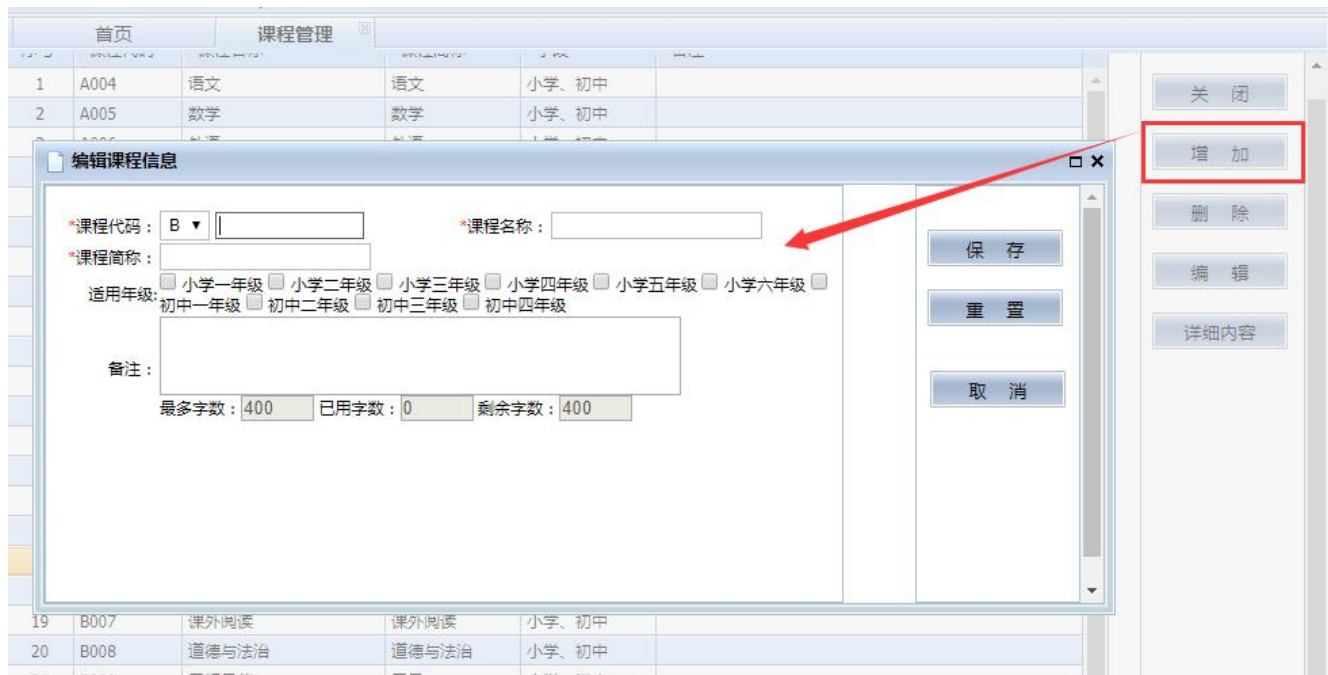 首页 课程管理
1 A004 语文 语文 小学、初中
2 A005 数学 数学 小学、初中
关 闭
增 加
删 除
编 辑
详细内容
编辑课程信息
*课程代码： B ▼ *课程名称：
*课程简称：
适用年级: 小学一年级 小学二年级 小学三年级 小学四年级 小学五年级 小学六年级
初中一年级 初中二年级 初中三年级 初中四年级
备注：
最多字数：400 已用字数：0 剩余字数：400
保 存
重 置
取 消
19 B007 课外阅读 课外阅读 小学、初中
20 B008 道德与法治 道德与法治 小学、初中